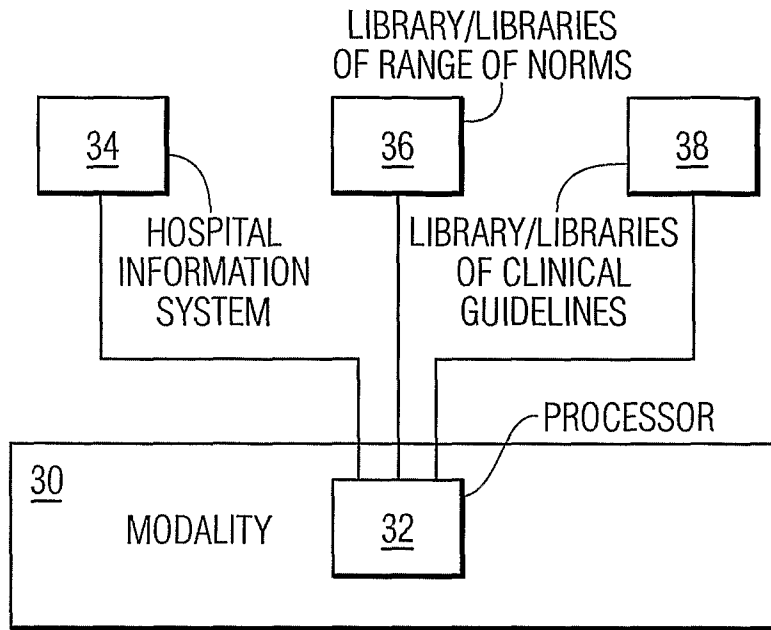 LIBRARY/LIBRARIES
OF RANGE OF NORMS
34
36
38
HOSPITAL
INFORMATION
SYSTEM
LIBRARY/LIBRARIES
OF CLINICAL
GUIDELINES
PROCESSOR
30
MODALITY
32